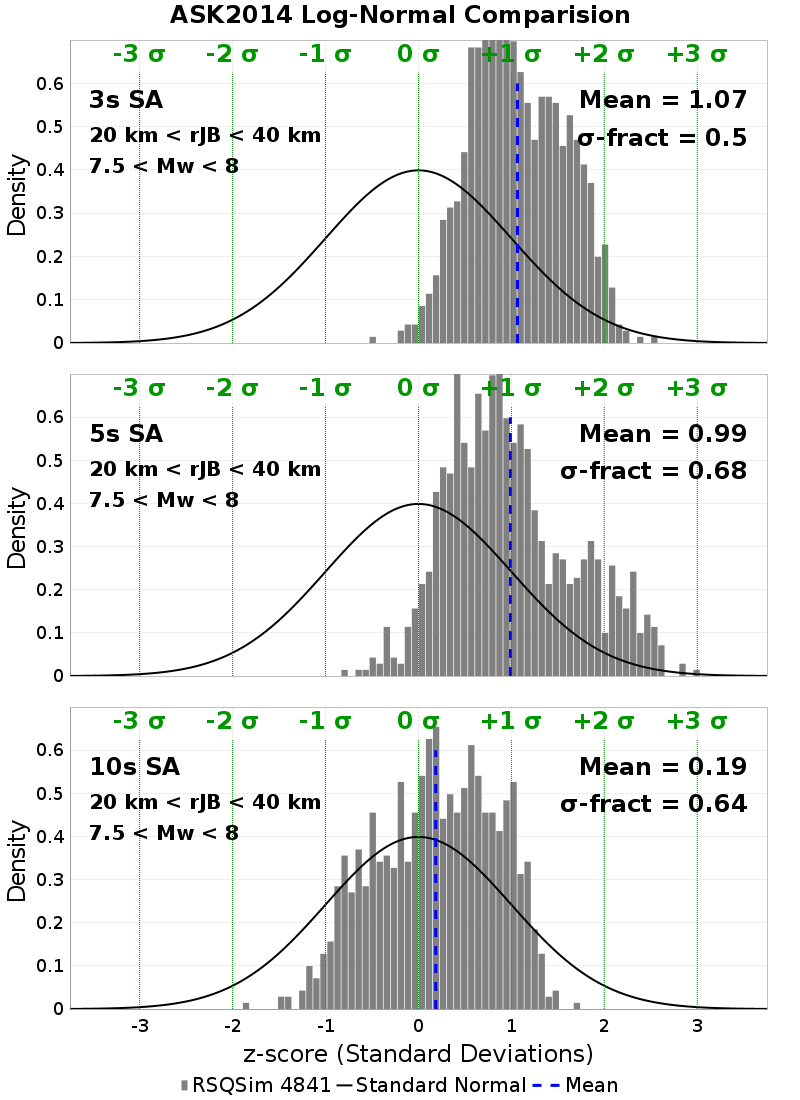 ASK2014 Log-Normal Comparision
-3 σ -2 σ -1 σ 0 σ +1 σ +2 σ +3 σ
3s SA
20 km < rJB < 40 km
7.5 < Mw < 8
Mean = 1.07
σ-fract = 0.5
Density
0.6
0.5
0.4
0.3
0.2
0.1
0
-3 σ -2 σ -1 σ 0 σ +1 σ +2 σ +3 σ
5s SA
20 km < rJB < 40 km
7.5 < Mw < 8
Mean = 0.99
σ-fract = 0.68
Density
0.6
0.5
0.4
0.3
0.2
0.1
0
-3 σ -2 σ -1 σ 0 σ +1 σ +2 σ +3 σ
10s SA
20 km < rJB < 40 km
7.5 < Mw < 8
Mean = 0.19
σ-fract = 0.64
Density
0.6
0.5
0.4
0.3
0.2
0.1
0
-3 -2 -1 0 1 2 3
z-score (Standard Deviations)
RSQSim 4841 Standard Normal Mean